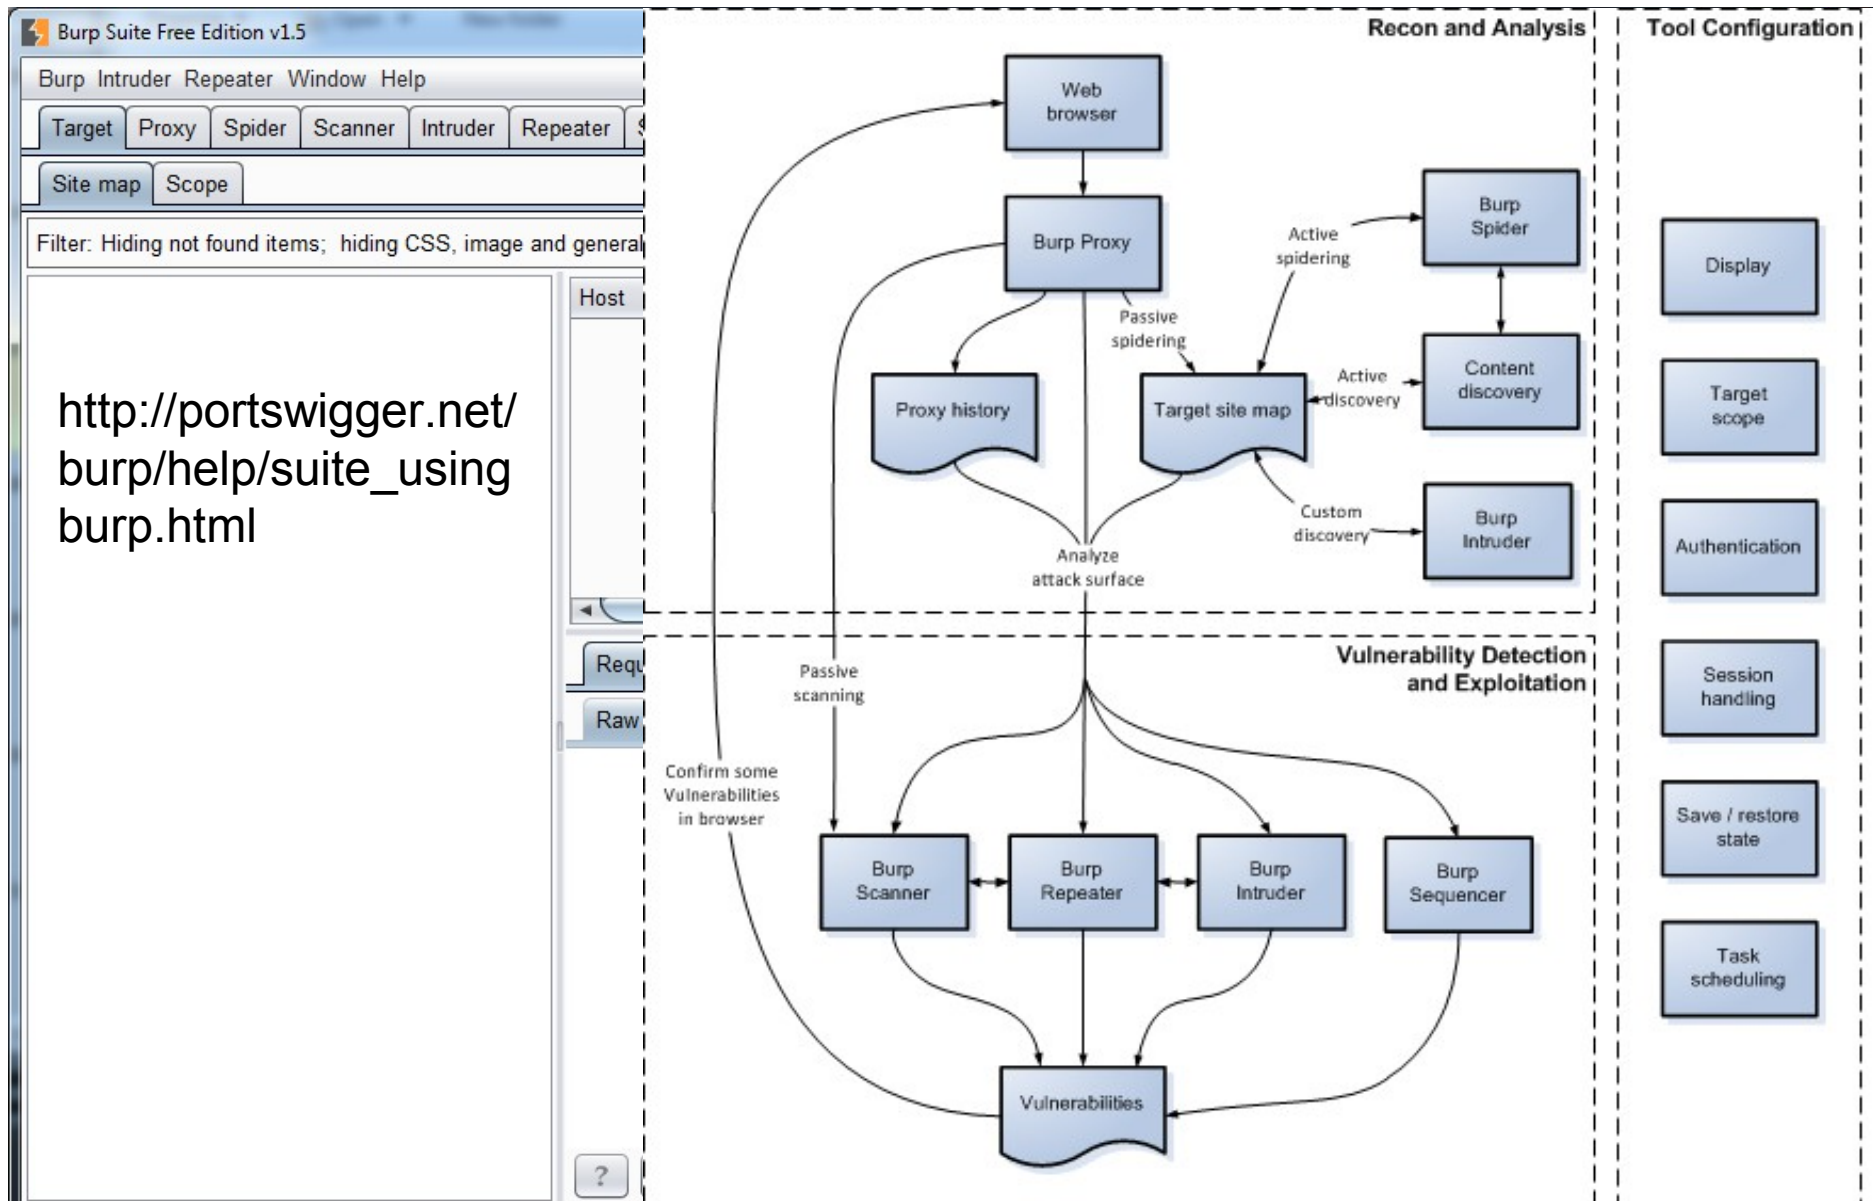 Burp Suite Free Edition v1.5
Burp Intruder Repeater Window Help
Target Proxy Spider Scanner Intruder Repeater
Site map Scope
Filter: Hiding not found items; hiding CSS, image and general
Host
http://portswigger.net/
burp/help/suite_using
burp.html
Raw
?
Recon and Analysis
Web
browser
Burp Proxy
Passive
spidering
Active
spidering
Burp
Spider
Proxy history
Target site map
Active
discovery
Content
discovery
Custom
discovery
Burp
Intruder
Analyze
attack surface
Vulnerability Detection
and Exploitation
Passive
scanning
Confirm some
Vulnerabilities
in browser
Burp
Scanner
Burp
Repeater
Burp
Intruder
Burp
Sequencer
Vulnerabilities
Tool Configuration
Display
Target
scope
Authentication
Session
handling
Save / restore
state
Task
scheduling